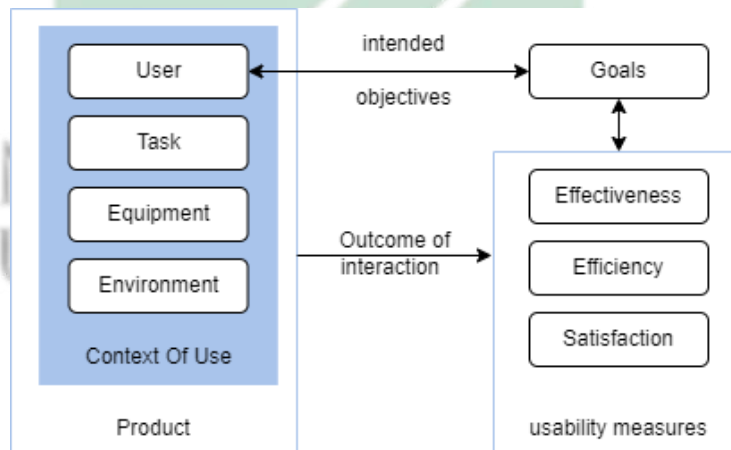 User
Task
Equipment
Environment
Context Of Use
Product
intended
objectives
Outcome of
interaction
Goals
Effectiveness
Efficiency
Satisfaction
usability measures